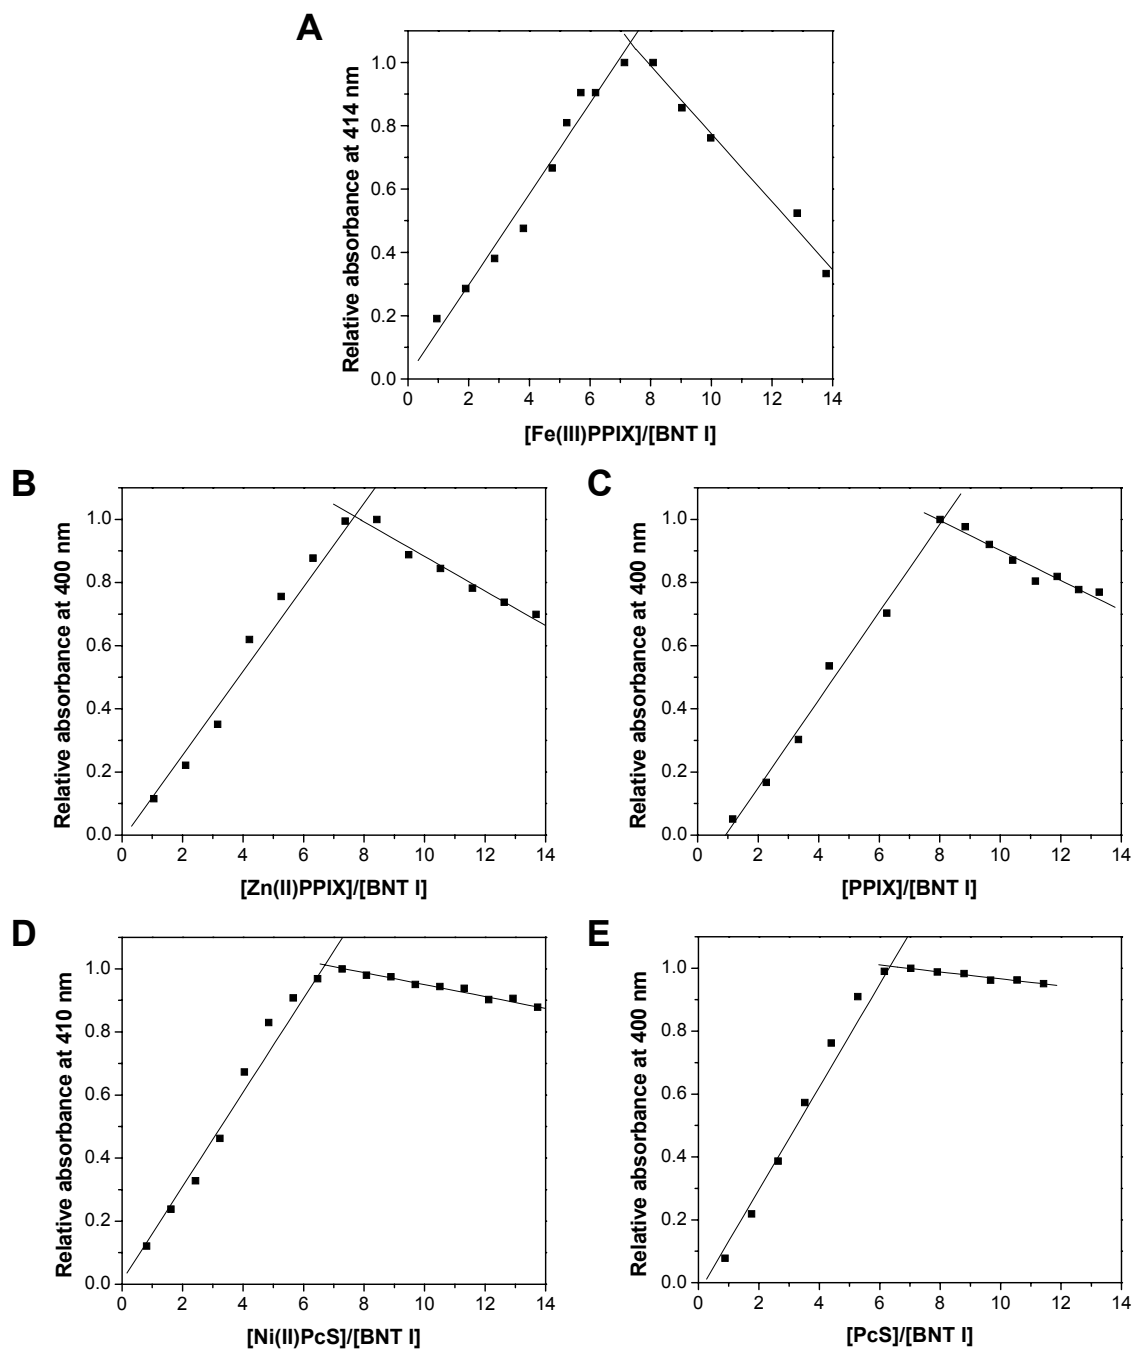 A
Relative absorbance at 414 nm
1.0
0.8
0.6
0.4
0.2
0.0
0 2 4 6 8 10 12 14
[Fe(III)PPIX]/[BNT I]
B
Relative absorbance at 400 nm
1.0
0.8
0.6
0.4
0.2
0.0
0 2 4 6 8 10 12 14
[Zn(II)PPIX]/[BNT I]
C
Relative absorbance at 400 nm
1.0
0.8
0.6
0.4
0.2
0.0
0 2 4 6 8 10 12 14
[PPIX]/[BNT I]
D
Relative absorbance at 410 nm
1.0
0.8
0.6
0.4
0.2
0.0
0 2 4 6 8 10 12 14
[Ni(II)PcS]/[BNT I]
E
Relative absorbance at 400 nm
1.0
0.8
0.6
0.4
0.2
0.0
0 2 4 6 8 10 12 14
[PcS]/[BNT I]